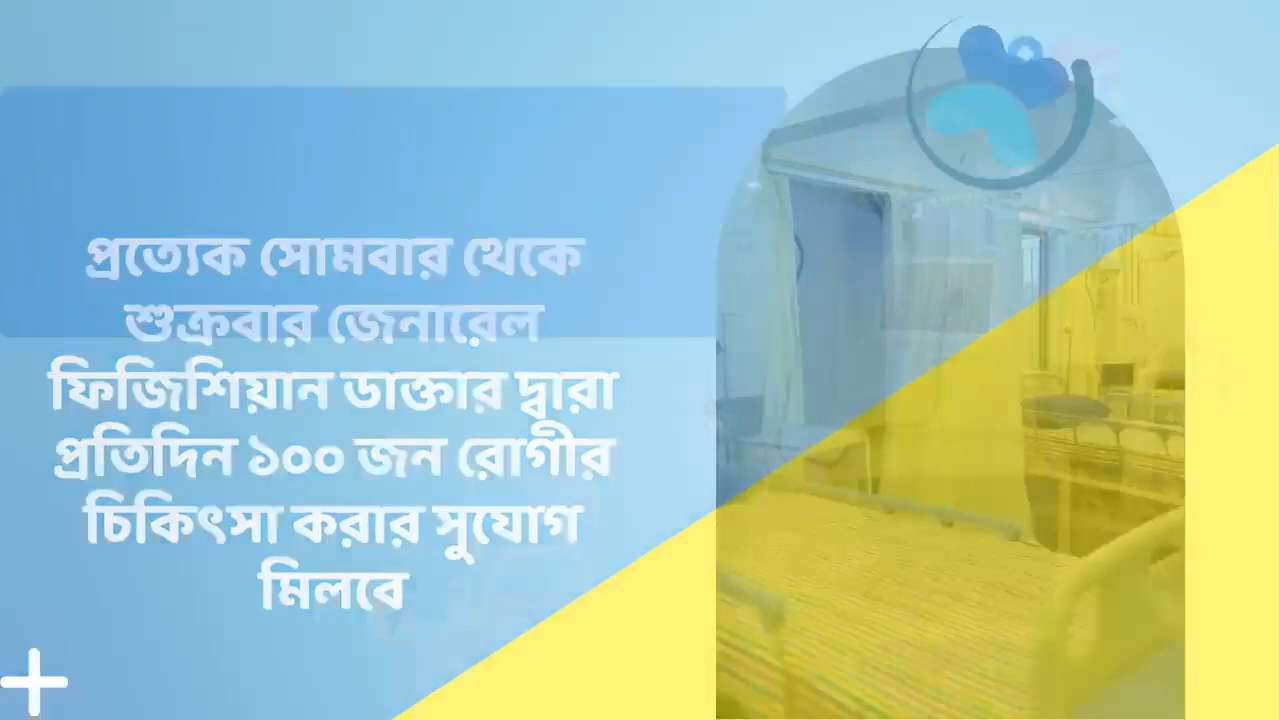 প্রত্যেক সোমবার থেকে
শুক্রবার জেনারেল
ফিজিশিয়ান ডাক্তার দ্বারা
প্রতিদিন ১০০ জন রোগীর
চিকিৎসা করার সুযোগ
মিলবে